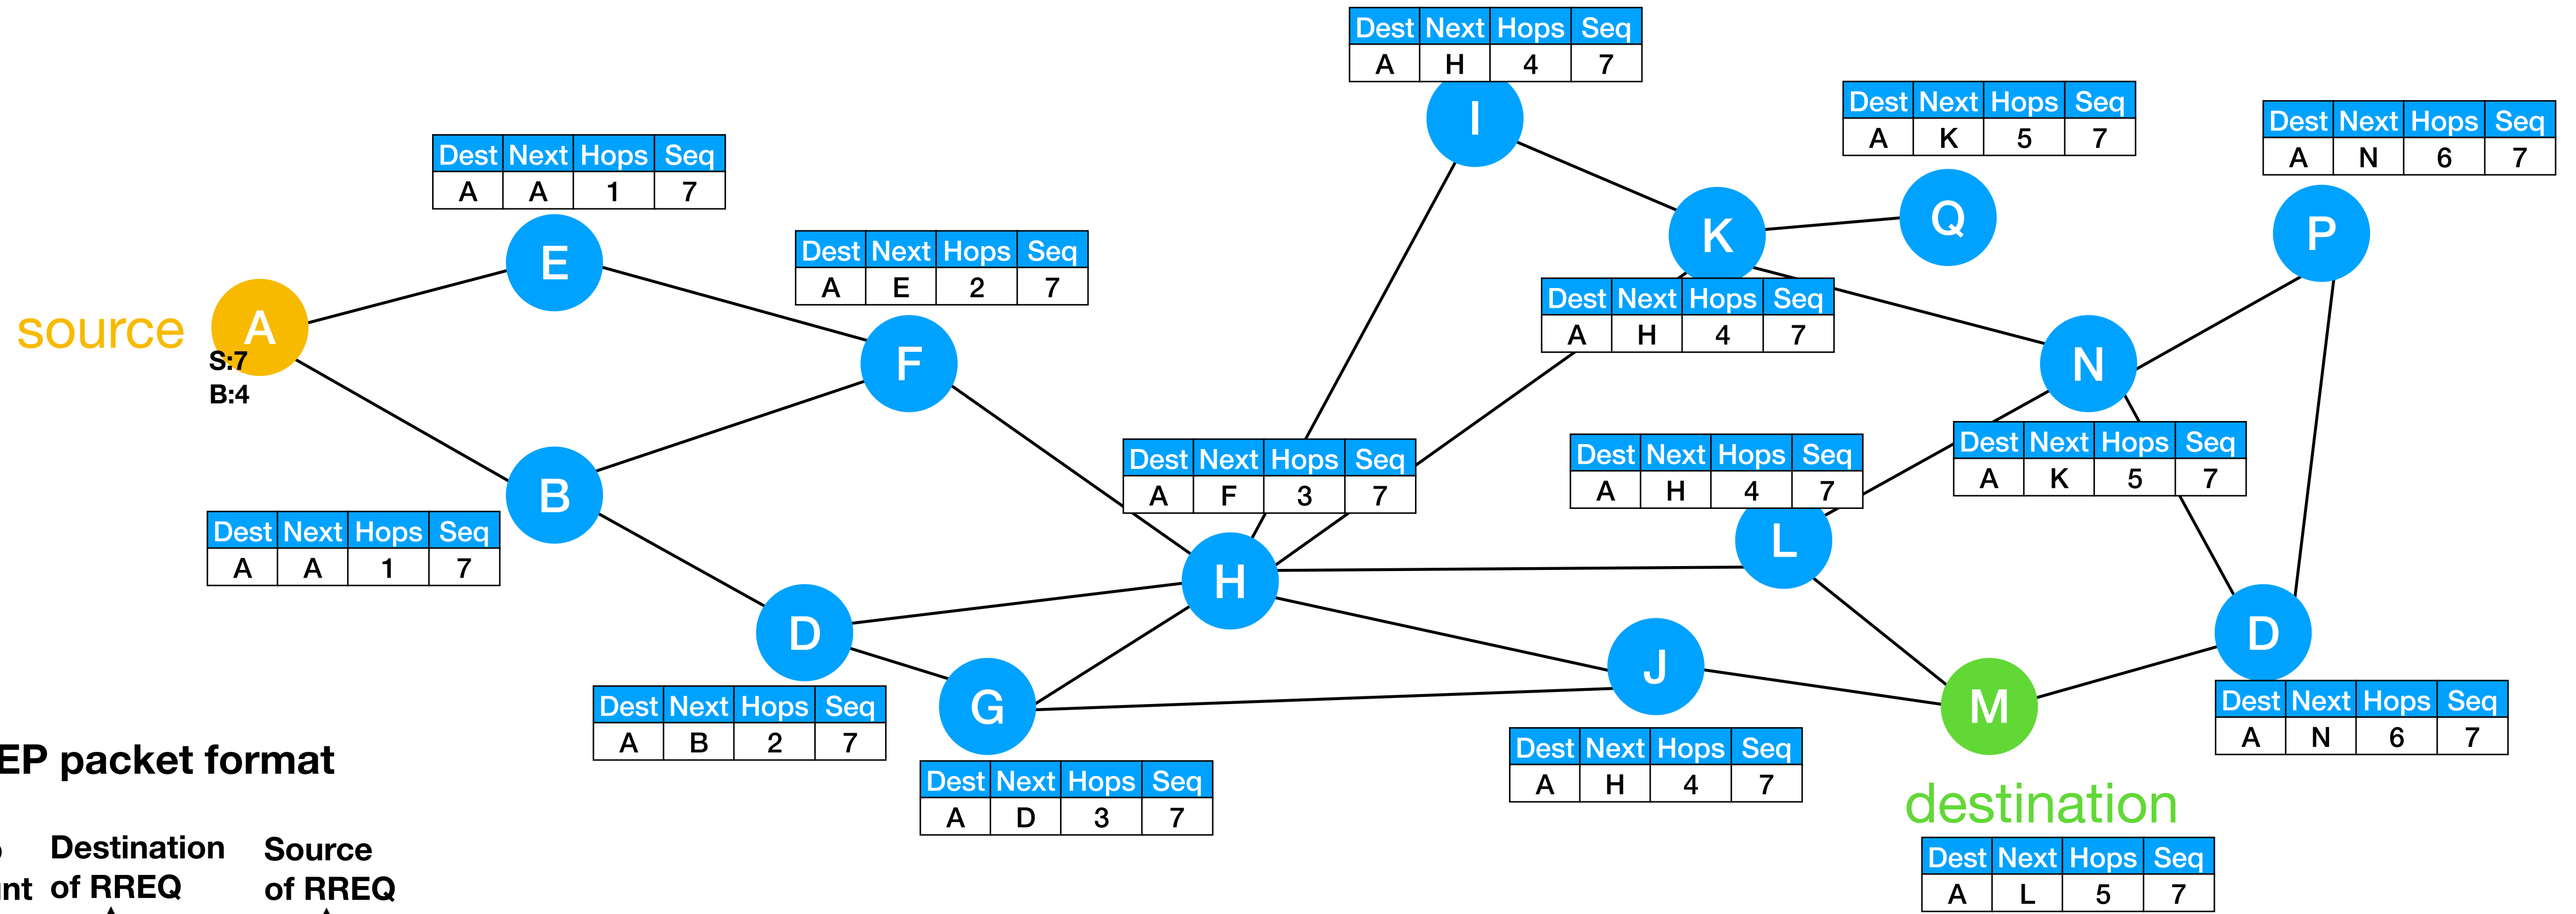 Dest Next Hops Seq
A H 4 7
I
Dest Next Hops Seq
A K 5 7
Dest Next Hops Seq
A N 6 7
Dest Next Hops Seq
A A 1 7
E
Dest Next Hops Seq
A E 2 7
K
Q
P
source
A
S:7
B:4
F
Dest Next Hops Seq
A H 4 7
N
Dest Next Hops Seq
A F 3 7
Dest Next Hops Seq
A H 4 7
Dest Next Hops Seq
A K 5 7
B
Dest Next Hops Seq
A A 1 7
H
L
D
D
J
G
M
Dest Next Hops Seq
A B 2 7
Dest Next Hops Seq
A N 6 7
EP packet format
Dest Next Hops Seq
A D 3 7
Dest Next Hops Seq
A H 4 7
destination
Destination
of RREQ
Source
of RREQ
Dest Next Hops Seq
A L 5 7